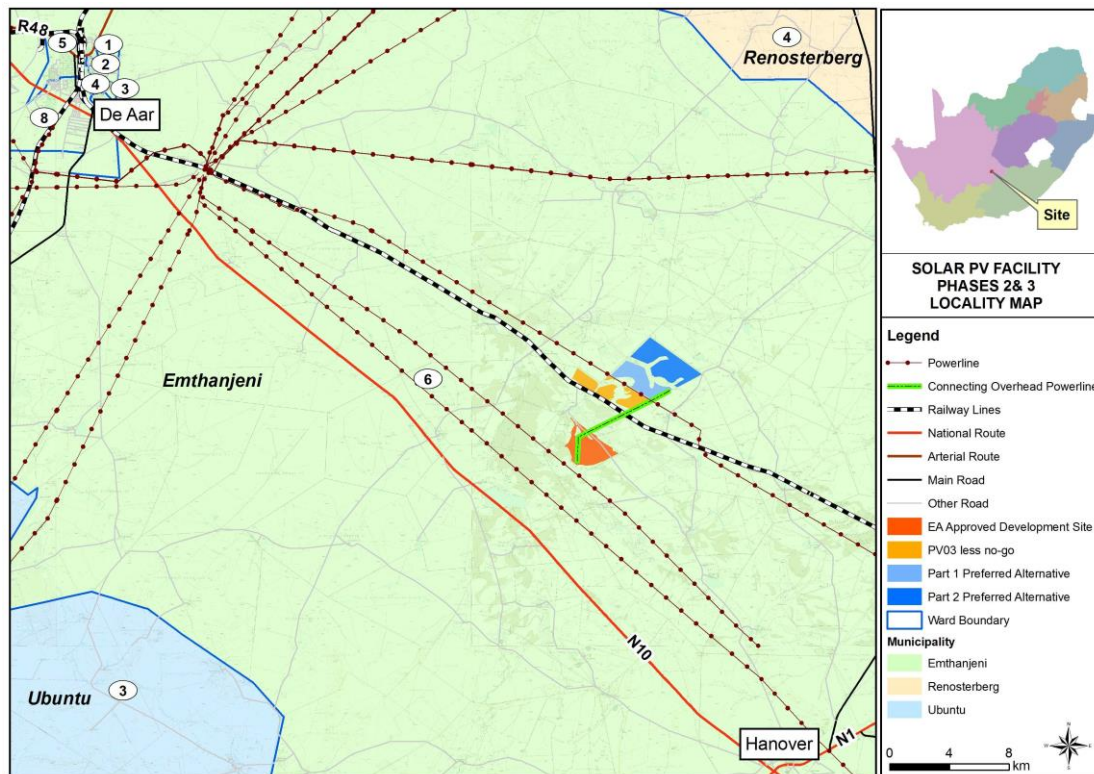 R48
5
1
2
4
3
8
De Aar
4
Renosterberg
Emthanjeni
6
N10
Ubuntu
3
Hanover
N1
Site
SOLAR PV FACILITY
PHASES 2& 3
LOCALITY MAP
Legend
Powerline
Connecting Overhead Powerline
Railway Lines
National Route
Arterial Route
Main Road
Other Road
EA Approved Development Site
PV03 less no-go
Part 1 Preferred Alternative
Part 2 Preferred Alternative
Ward Boundary
Municipality
Emthanjeni
Renosterberg
Ubuntu
0 4 8
km